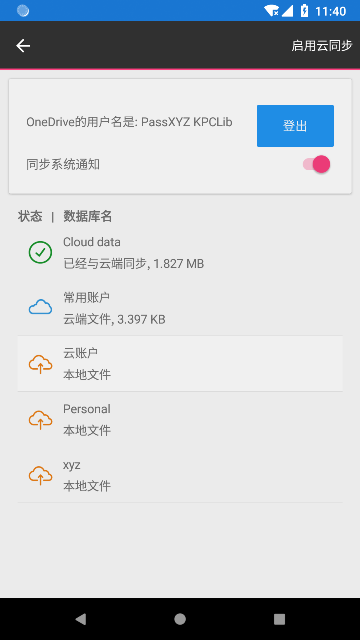 11:40
启用云同步
OneDrive的用户名是: PassXYZ KPCLib
登出
同步系统通知
状态 | 数据库名
Cloud data
已经与云端同步, 1.827 MB
常用账户
云端文件, 3.397 KB
云账户
本地文件
Personal
本地文件
xyz
本地文件